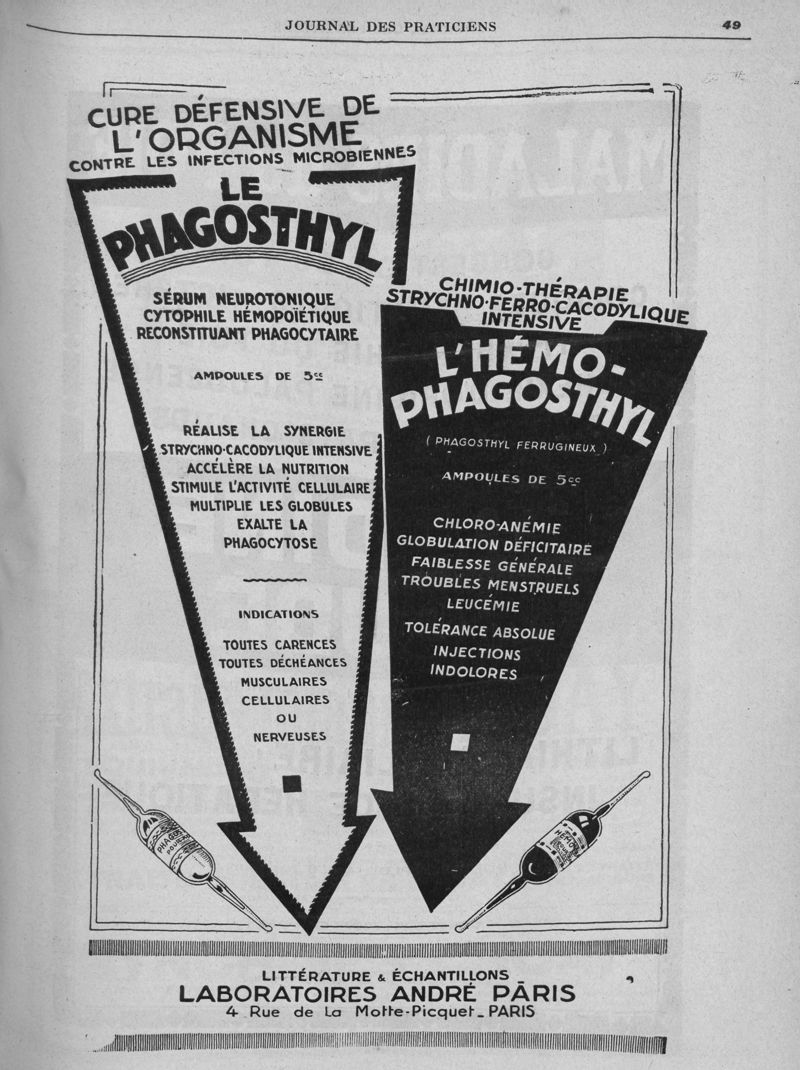 JOURNAL DES PRATICIENS
49
CURE DÉFENSIVE DE
L'ORGANISME
CONTRE LES INFECTIONS MICROBIENNES
LE
PHAGOSTHYL
SÉRUM NEUROTONIQUE
CYTOPHILE HÉMOPOÏÉTIQUE
RECONSTITUANT PHAGOCYTAIRE
AMPOULES DE 5cc
RÉALISE LA SYNERGIE
STRYCHNO-CACODYLIQUE INTENSIVE
ACCÉLÈRE LA NUTRITION
STIMULE L'ACTIVITÉ CELLULAIRE
MULTIPLIE LES GLOBULES
EXALTE LA
PHAGOCYTOSE
INDICATIONS
TOUTES CARENCES
TOUTES DÉCHÉANCES
MUSCULAIRES
CELLULAIRES
OU
NERVEUSES
CHIMIO-THÉRAPIE
STRYCHNO-FERRO-CACODYLIQUE
INTENSIVE
L'HÉMO-
PHAGOSTHYL
(PHAGOSTHYL FERRUGINEUX)
AMPOULES DE 5cc
CHLORO-ANÉMIE
GLOBULATION DÉFICITAIRE
FAIBLESSE GÉNÉRALE
TROUBLES MENSTRUELS
LEUCÉMIE
TOLÉRANCE ABSOLUE
INJECTIONS
INDOLORES
HÉMO
LITTÉRATURE & ÉCHANTILLONS
LABORATOIRES ANDRÉ PÂRIS
4 Rue de La Motte-Picquet_PARIS